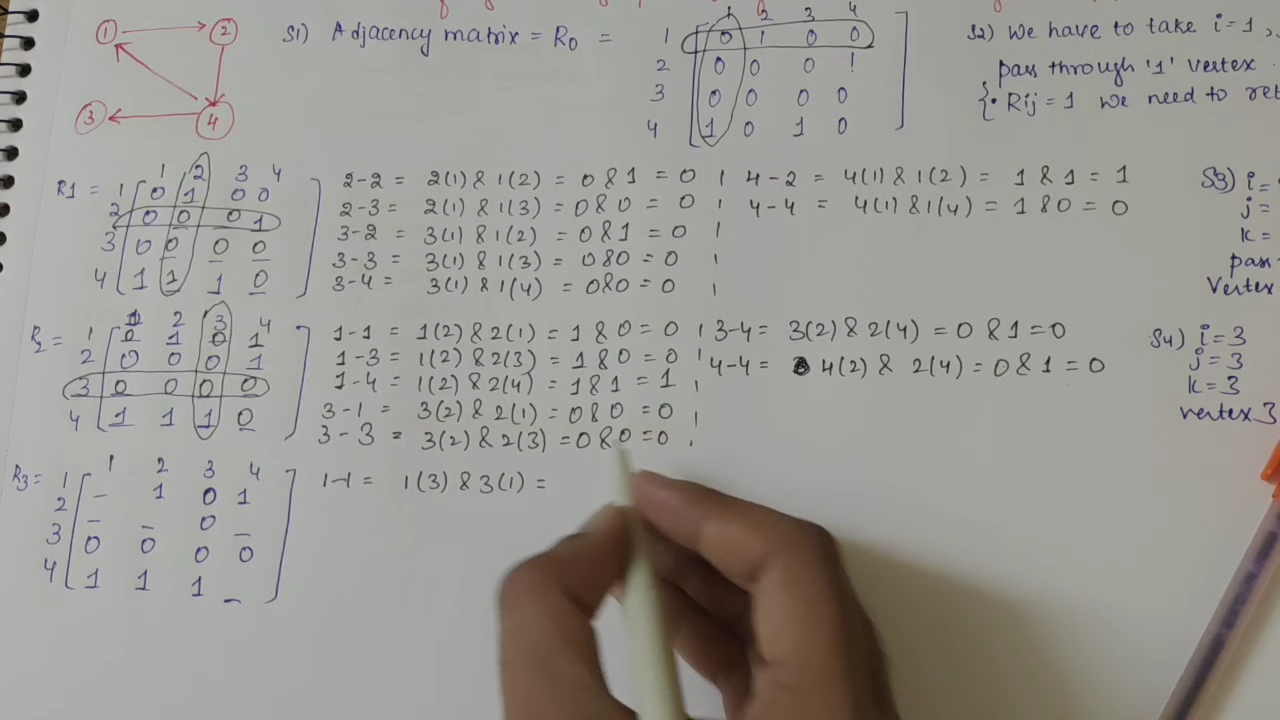 1 2
3 4
S1) Adjacency matrix = R0 =
1 2 3 4
1 0 1 0 0
2 0 0 0 1
3 0 0 0 0
4 1 0 1 0
S2) We have to take i=1,
pass through '1' vertex.
{• Rij = 1 we need to
R1 = 1 2 3 4
1 0 1 0 0
2 0 0 0 1
3 0 0 0 0
4 1 1 1 0
2-2 = 2(1) & 1(2) = 0 & 1 = 0 ,
2-3 = 2(1) & 1(3) = 0 & 0 = 0 ,
3-2 = 3(1) & 1(2) = 0 & 1 = 0 ,
3-3 = 3(1) & 1(3) = 0 & 0 = 0 ,
3-4 = 3(1) & 1(4) = 0 & 0 = 0 ,
4-2 = 4(1) & 1(2) = 1 & 1 = 1
4-4 = 4(1) & 1(4) = 1 & 0 = 0
S3) i=
j=
k=
pass
Vertex
R2 = 1 2 3 4
1 0 1 0 1
2 0 0 0 1
3 0 0 0 0
4 1 1 1 0
1-1 = 1(2) & 2(1) = 1 & 0 = 0 ,
1-3 = 1(2) & 2(3) = 1 & 0 = 0 ,
1-4 = 1(2) & 2(4) = 1 & 1 = 1 ,
3-1 = 3(2) & 2(1) = 0 & 0 = 0 ,
3-3 = 3(2) & 2(3) = 0 & 0 = 0 ,
3-4 = 3(2) & 2(4) = 0 & 1 = 0
4-4 = 4(2) & 2(4) = 0 & 1 = 0
S4) i=3
j=3
k=3
vertex 3
R3 = 1 2 3 4
1 - 1 0 1
2 - - 0 -
3 0 0 0 0
4 1 1 1 -
1-1 = 1(3) & 3(1) =